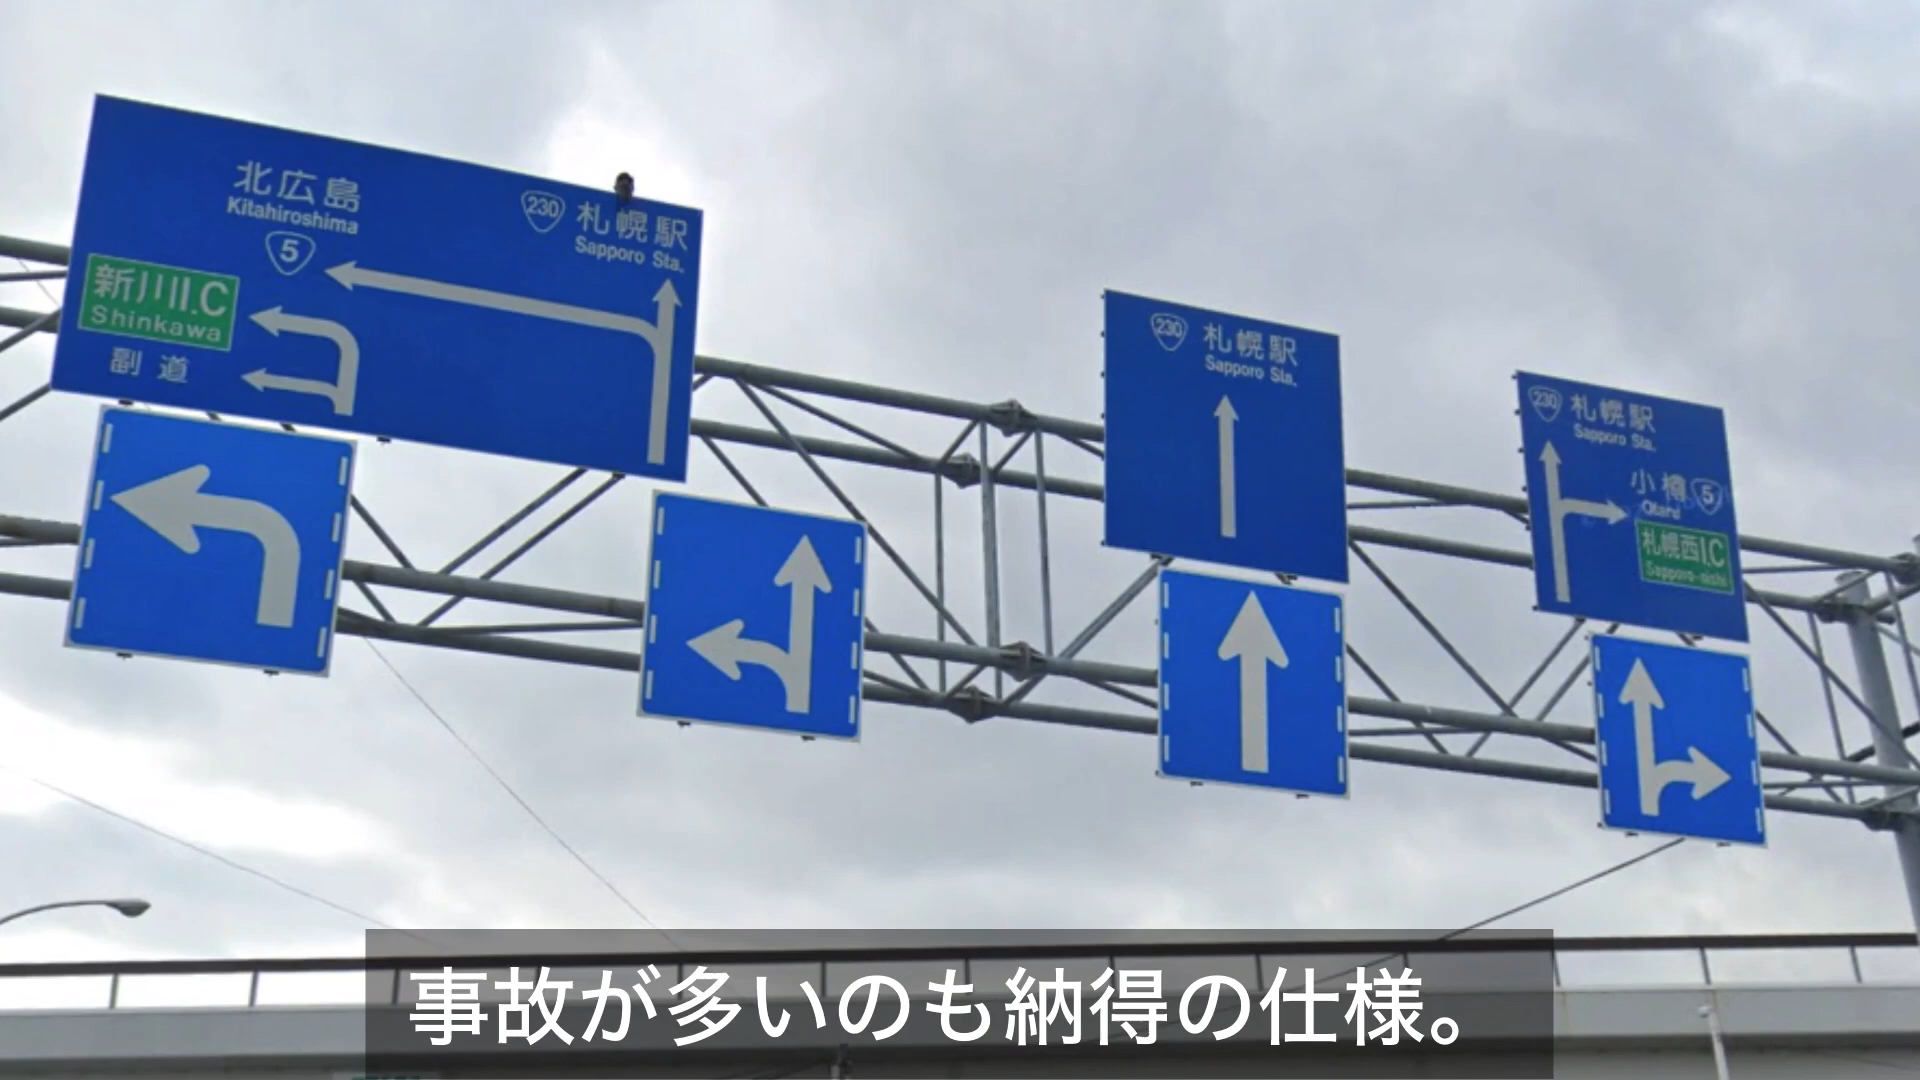 北広島
Kitahiroshima
5
230 札幌駅
Sapporo Sta.
新川I.C
Shinkawa
副道
230 札幌駅
Sapporo Sta.
230 札幌駅
Sapporo Sta.
小樽 5
Otaru
札幌西IC
Sapporo-nishi
事故が多いのも納得の仕様。